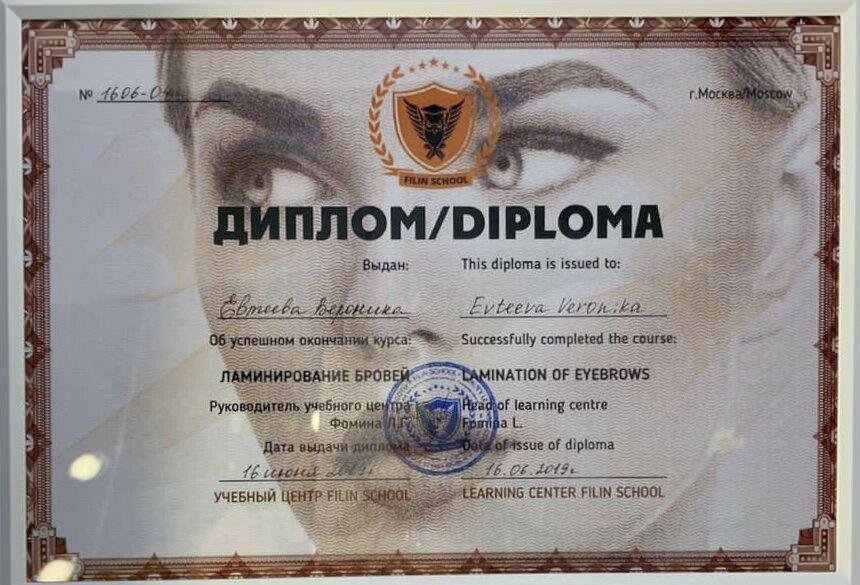 № 1606-04
г.Москва/Moscow
FILIN SCHOOL
ДИПЛОМ/DIPLOMA
Выдан: This diploma is issued to:
Евтеева Вероника Evteeva Veronika
Об успешном окончании курса: Successfully completed the course:
ЛАМИНИРОВАНИЕ БРОВЕЙ LAMINATION OF EYEBROWS
Руководитель учебного центра Head of learning centre
Фомина Л.Г. Fomina L.
Дата выдачи диплома Data of issue of diploma
16 июня 2019г 16.06.2019г
УЧЕБНЫЙ ЦЕНТР FILIN SCHOOL LEARNING CENTER FILIN SCHOOL